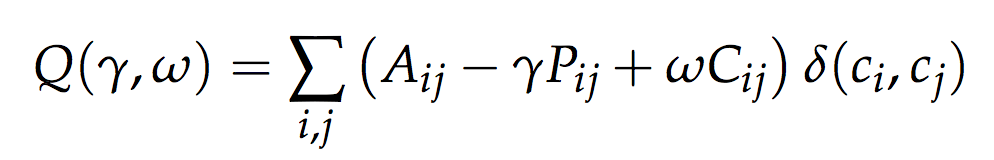 Q(γ, ω) = ∑_{i,j} (A_{ij} − γP_{ij} + ωC_{ij}) δ(c_i, c_j)